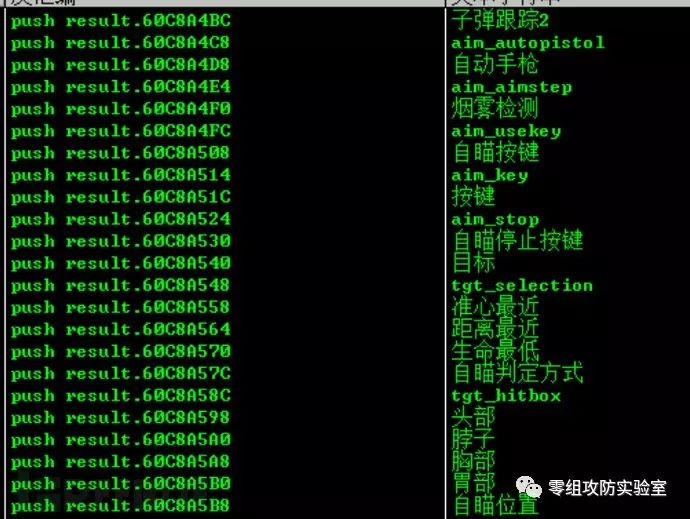 push result.60C8A4BC 子弹跟踪2
push result.60C8A4C8 aim_autopistol
push result.60C8A4D8 自动手枪
push result.60C8A4E4 aim_aimstep
push result.60C8A4F0 烟雾检测
push result.60C8A4FC aim_usekey
push result.60C8A508 自瞄按键
push result.60C8A514 aim_key
push result.60C8A51C 按键
push result.60C8A524 aim_stop
push result.60C8A530 自瞄停止按键
push result.60C8A540 目标
push result.60C8A548 tgt_selection
push result.60C8A558 准心最近
push result.60C8A564 距离最近
push result.60C8A570 生命最低
push result.60C8A57C 自瞄判定方式
push result.60C8A58C tgt_hitbox
push result.60C8A598 头部
push result.60C8A5A0 脖子
push result.60C8A5A8 胸部
push result.60C8A5B0 胃部
push result.60C8A5B8 自瞄位置
零组攻防实验室